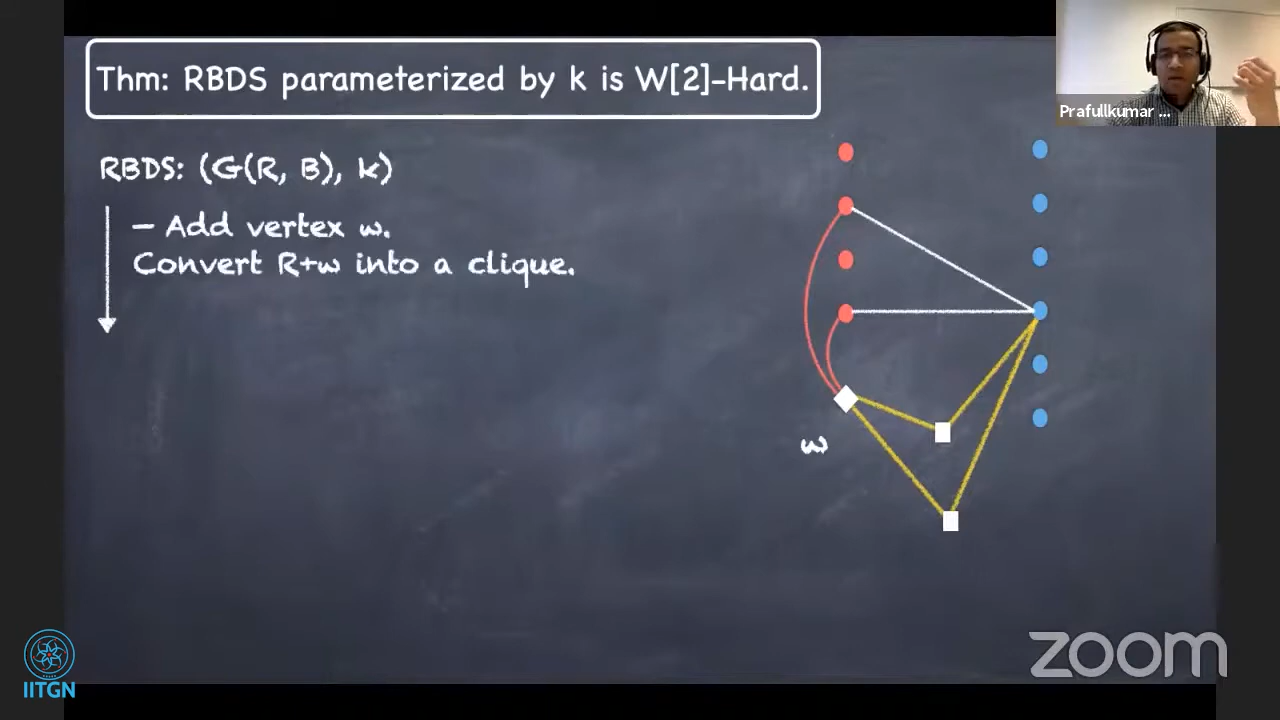 Thm: RBDS parameterized by k is W[2]-Hard.
Prafullkumar ...
RBDS: (G(R, B), k)
- Add vertex w.
Convert R+w into a clique.
w
IITGN
zoom